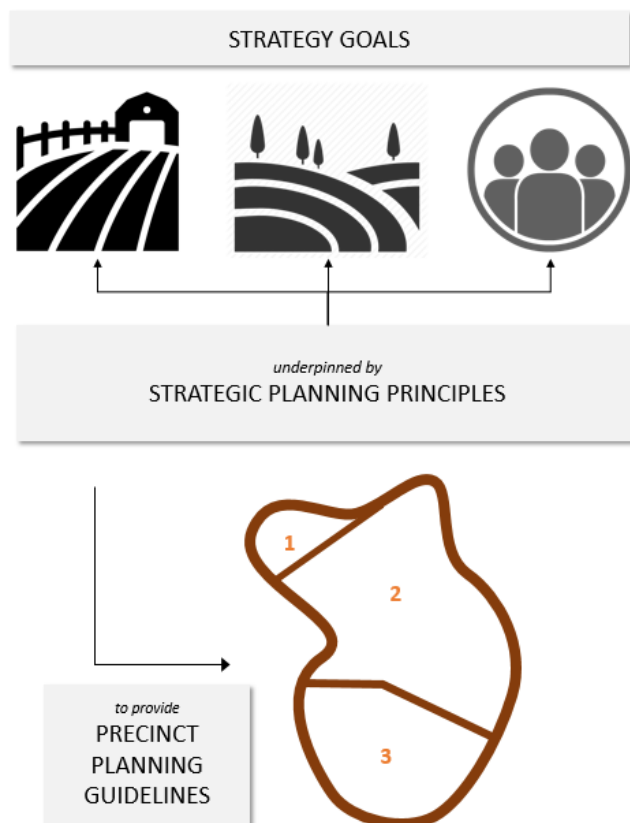 STRATEGY GOALS
underpinned by
STRATEGIC PLANNING PRINCIPLES
1
2
3
to provide
PRECINCT
PLANNING
GUIDELINES